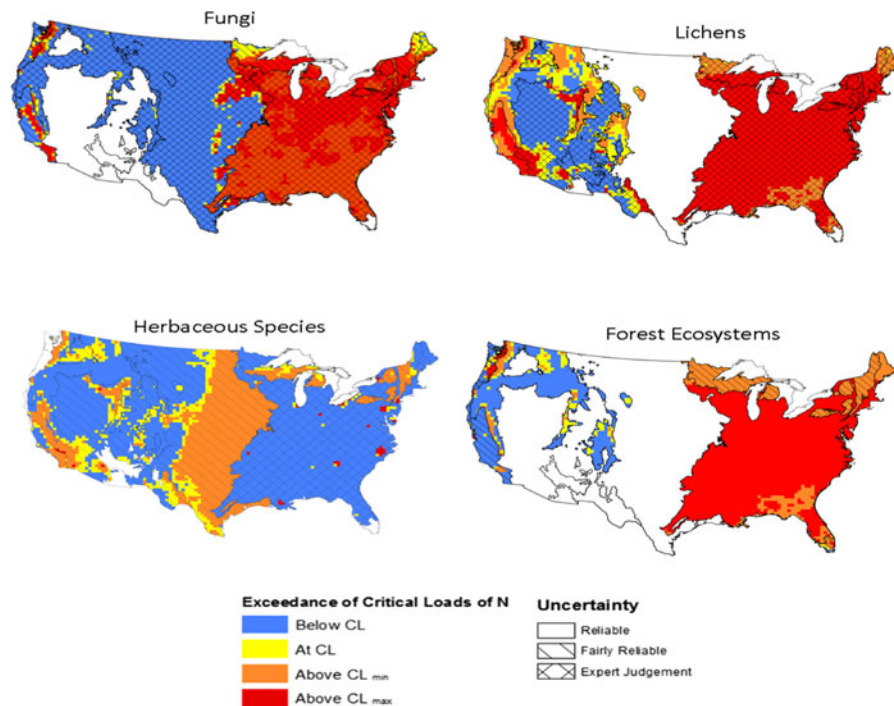 Fungi
Lichens
Herbaceous Species
Forest Ecosystems
Exceedance of Critical Loads of N
Below CL
At CL
Above CL min
Above CL max
Uncertainty
Reliable
Fairly Reliable
Expert Judgement